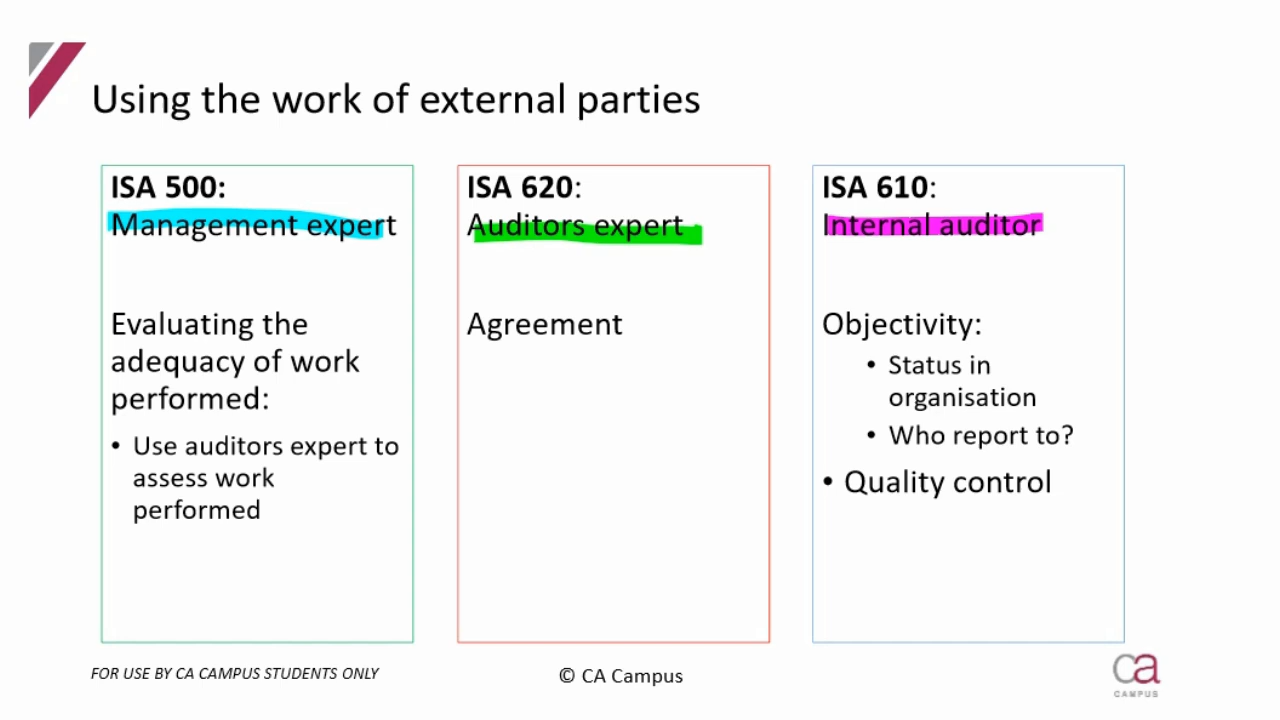 Using the work of external parties
ISA 500:
Management expert
Evaluating the
adequacy of work
performed:
• Use auditors expert to
assess work
performed
ISA 620:
Auditors expert
Agreement
ISA 610:
Internal auditor
Objectivity:
• Status in
organisation
• Who report to?
• Quality control
FOR USE BY CA CAMPUS STUDENTS ONLY
© CA Campus
ca
CAMPUS